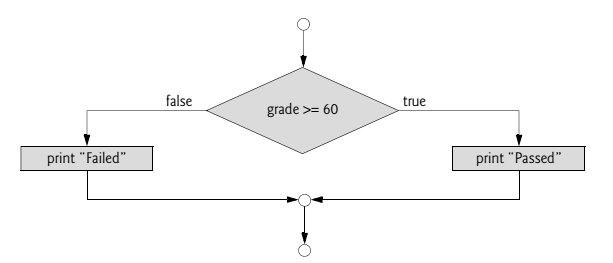 false
grade >= 60
true
print “Failed”
print “Passed”